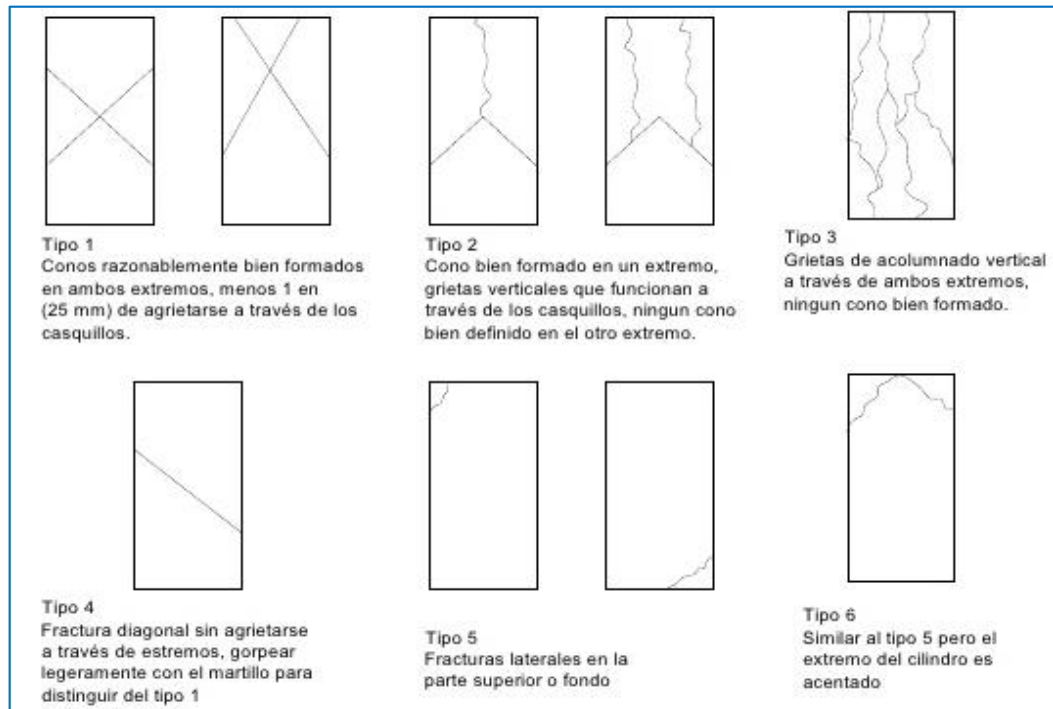 Tipo 1
Conos razonablemente bien formados
en ambos extremos, menos 1 en
(25 mm) de agrietarse a través de los
casquillos.
Tipo 2
Cono bien formado en un extremo,
grietas verticales que funcionan a
través de los casquillos, ningun cono
bien definido en el otro extremo.
Tipo 3
Grietas de acolumnado vertical
a través de ambos extremos,
ningun cono bien formado.
Tipo 4
Fractura diagonal sin agrietarse
a través de estremos, gorpear
legeramente con el martillo para
distinguir del tipo 1
Tipo 5
Fracturas laterales en la
parte superior o fondo
Tipo 6
Similar al tipo 5 pero el
extremo del cilindro es
acentado